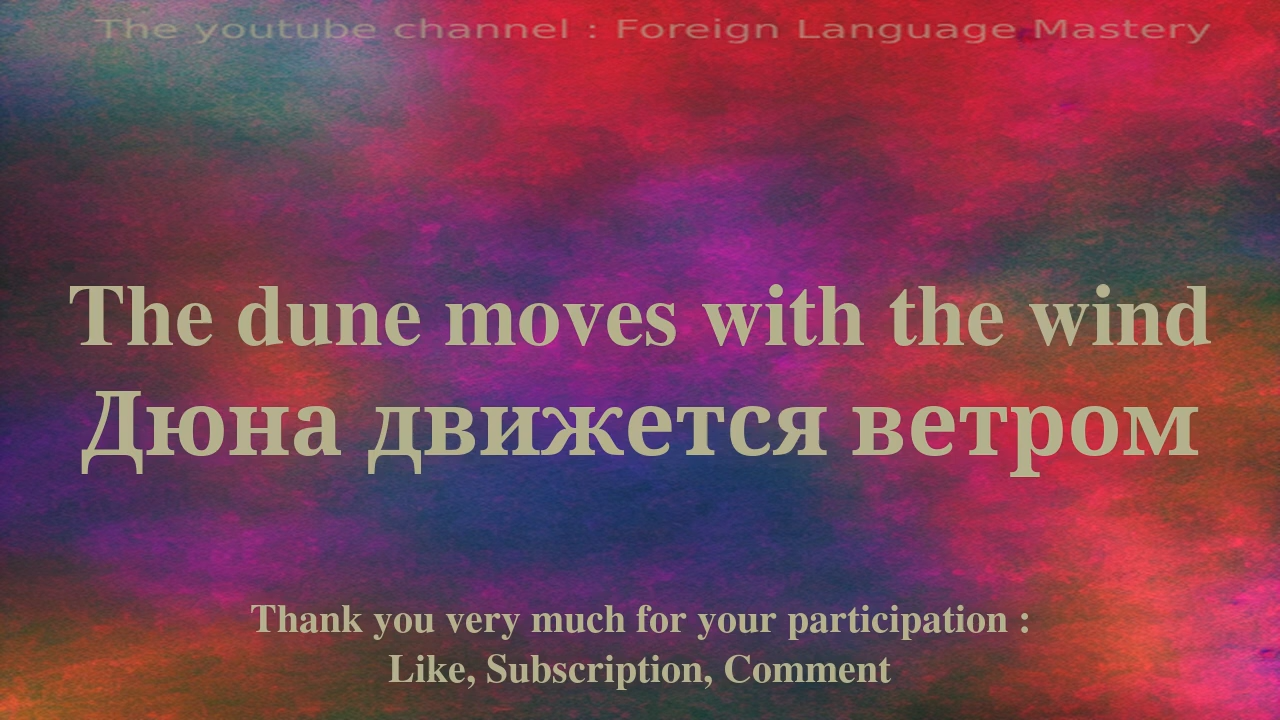 The youtube channel : Foreign Language Mastery
The dune moves with the wind
Дюна движется ветром
Thank you very much for your participation :
Like, Subscription, Comment